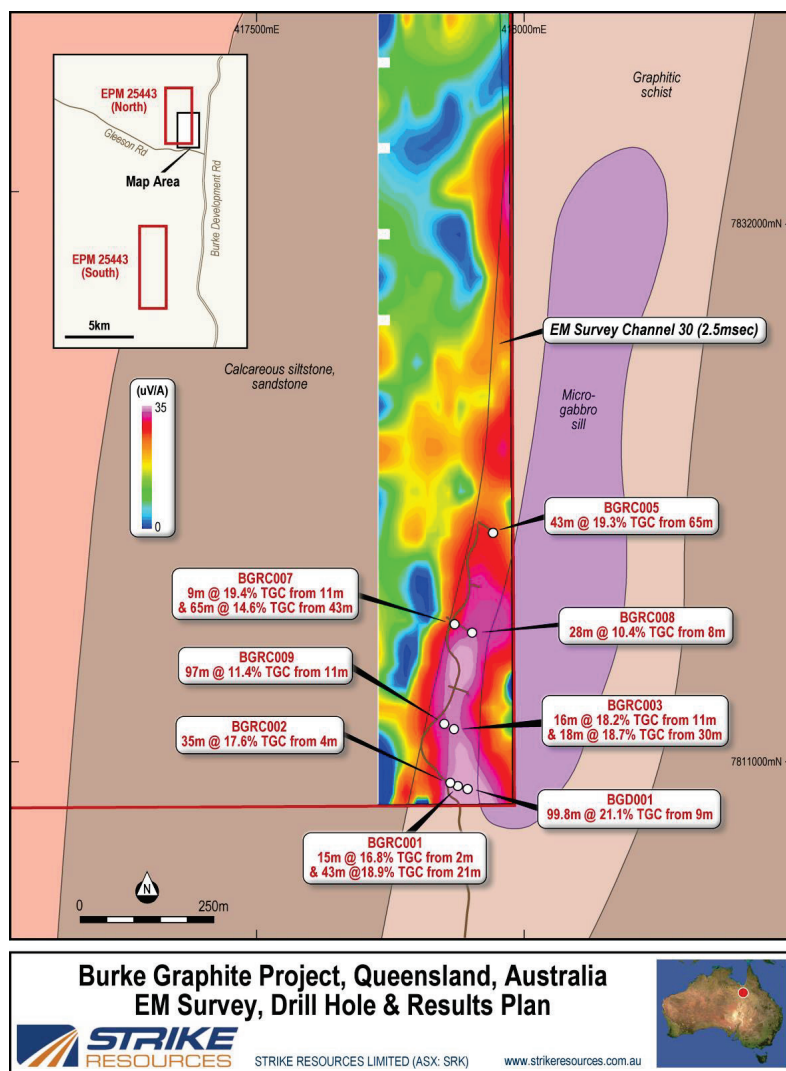 417500mE
418000mE
EPM 25443
(North)
Gleeson Rd
Map Area
Burke Development Rd
EPM 25443
(South)
5km
Graphitic
schist
7832000mN
EM Survey Channel 30 (2.5msec)
Calcareous siltstone,
sandstone
(uV/A)
35
0
Micro-
gabbro
sill
BGRC005
43m @ 19.3% TGC from 65m
BGRC007
9m @ 19.4% TGC from 11m
& 65m @ 14.6% TGC from 43m
BGRC008
28m @ 10.4% TGC from 8m
BGRC009
97m @ 11.4% TGC from 11m
BGRC003
16m @ 18.2% TGC from 11m
& 18m @ 18.7% TGC from 30m
BGRC002
35m @ 17.6% TGC from 4m
7811000mN
BGD001
99.8m @ 21.1% TGC from 9m
BGRC001
15m @ 16.8% TGC from 2m
& 43m @18.9% TGC from 21m
N
0
250m
Burke Graphite Project, Queensland, Australia
EM Survey, Drill Hole & Results Plan
STRIKE
RESOURCES
STRIKE RESOURCES LIMITED (ASX: SRK)
www.strikeresources.com.au